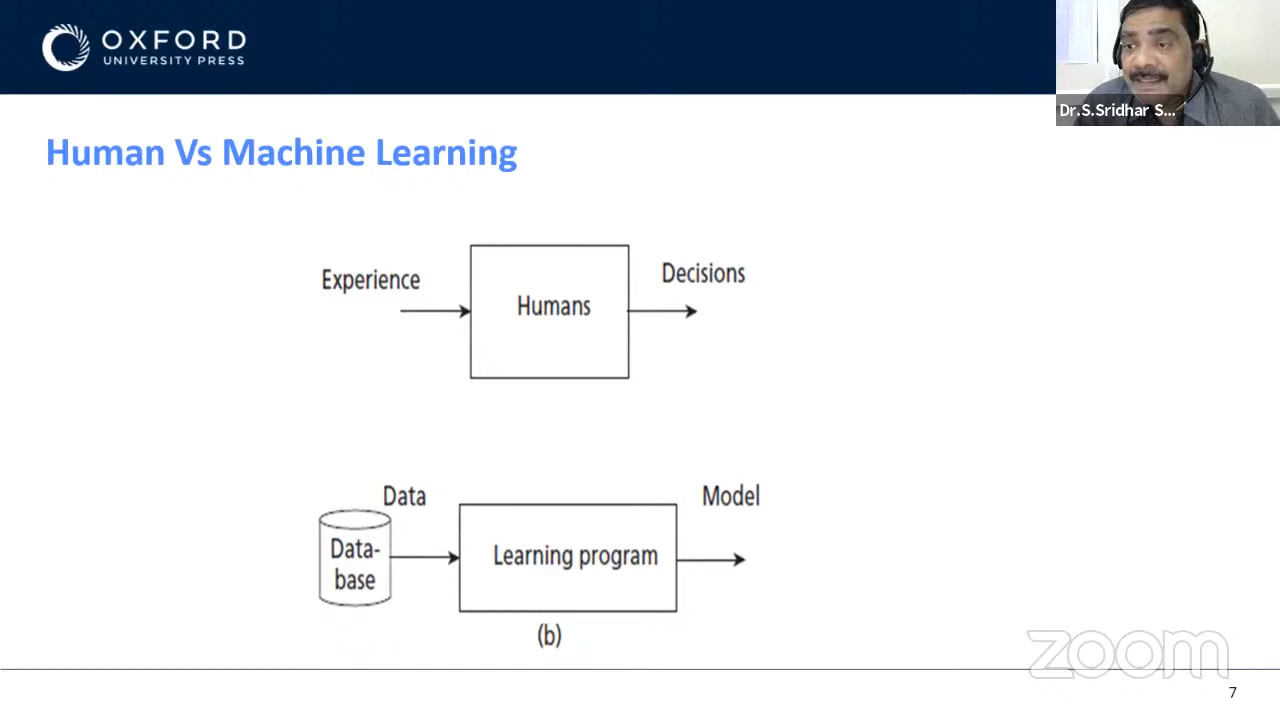 OXFORD
UNIVERSITY PRESS
Dr.S.Sridhar S...
Human Vs Machine Learning
Experience
Humans
Decisions
Data
Model
Data-
base
Learning program
(b)
zoom
7